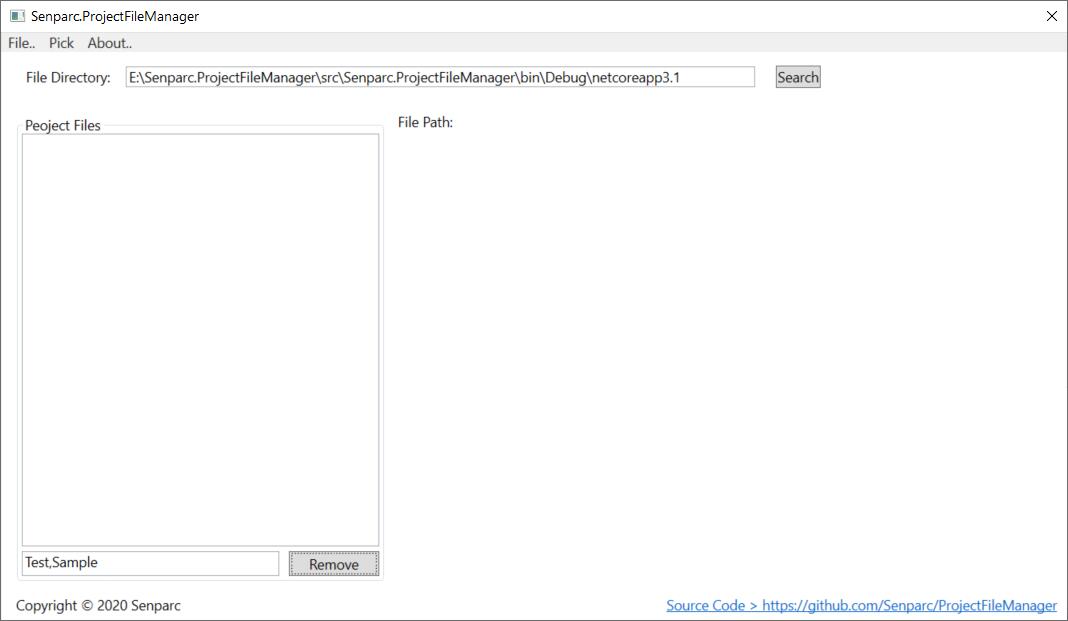 Senparc.ProjectFileManager
File.. Pick About..
File Directory: E:\Senparc.ProjectFileManager\src\Senparc.ProjectFileManager\bin\Debug\netcoreapp3.1 Search
Peoject Files
File Path:
Test,Sample Remove
Copyright © 2020 Senparc Source Code > https://github.com/Senparc/ProjectFileManager